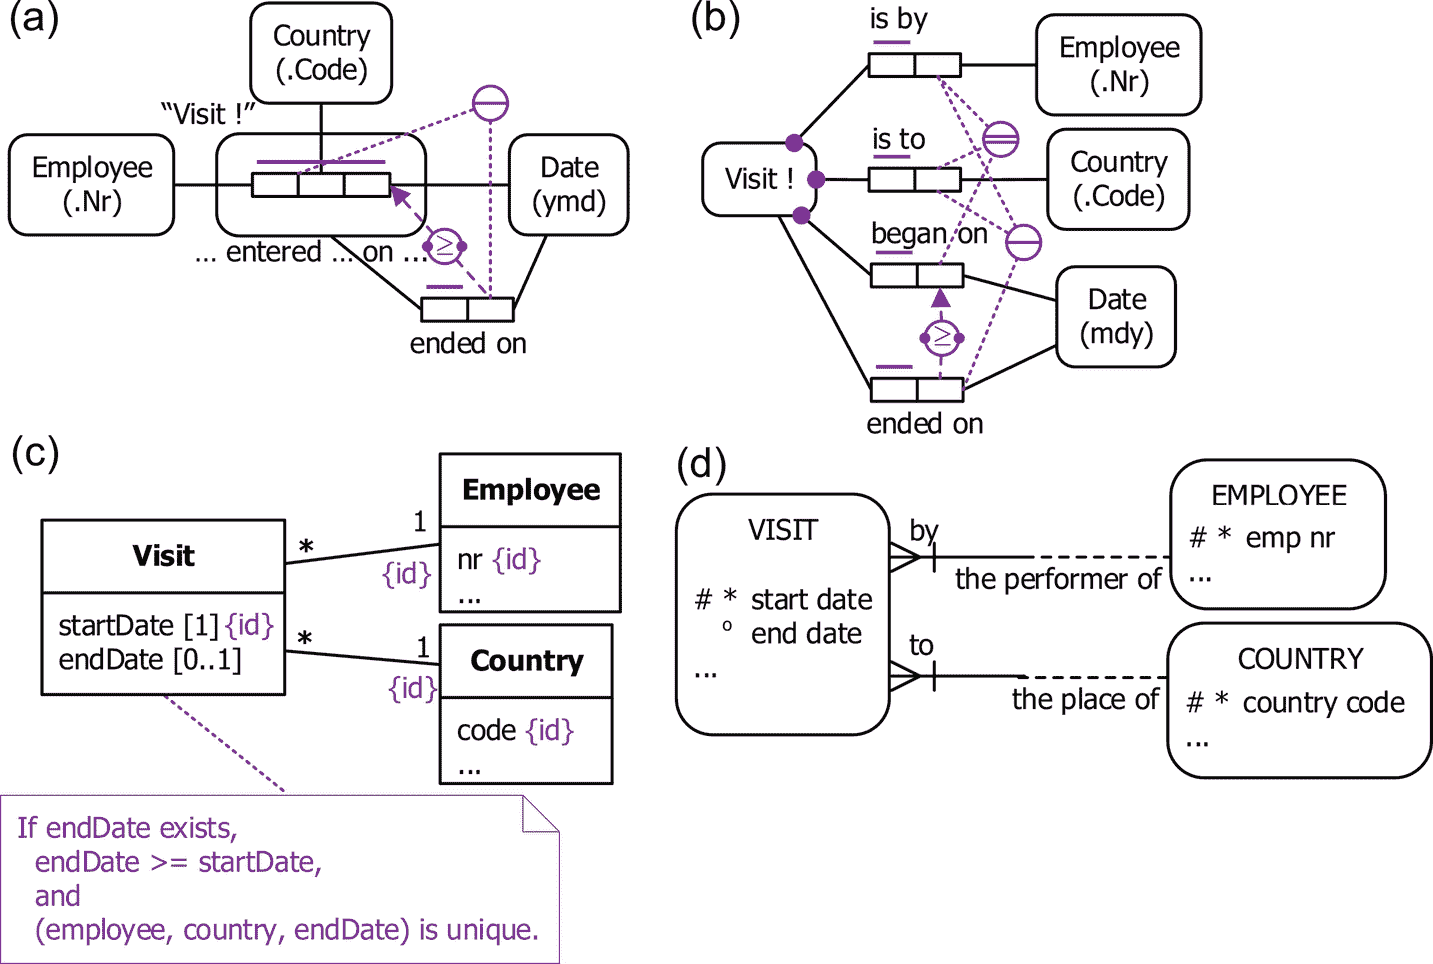 (a)
Country
(.Code)
"Visit !"
Employee
(.Nr)
Date
(ymd)
... entered ... on ...
≥
ended on
(b)
is by
Employee
(.Nr)
is to
Visit !
Country
(.Code)
began on
Date
(mdy)
≥
ended on
(c)
Visit
startDate [1] {id}
endDate [0..1]
*
1
{id}
Employee
nr {id}
...
*
1
{id}
Country
code {id}
...
If endDate exists,
endDate >= startDate,
and
(employee, country, endDate) is unique.
(d)
VISIT
# * start date
o end date
...
by
the performer of
EMPLOYEE
# * emp nr
...
to
the place of
COUNTRY
# * country code
...